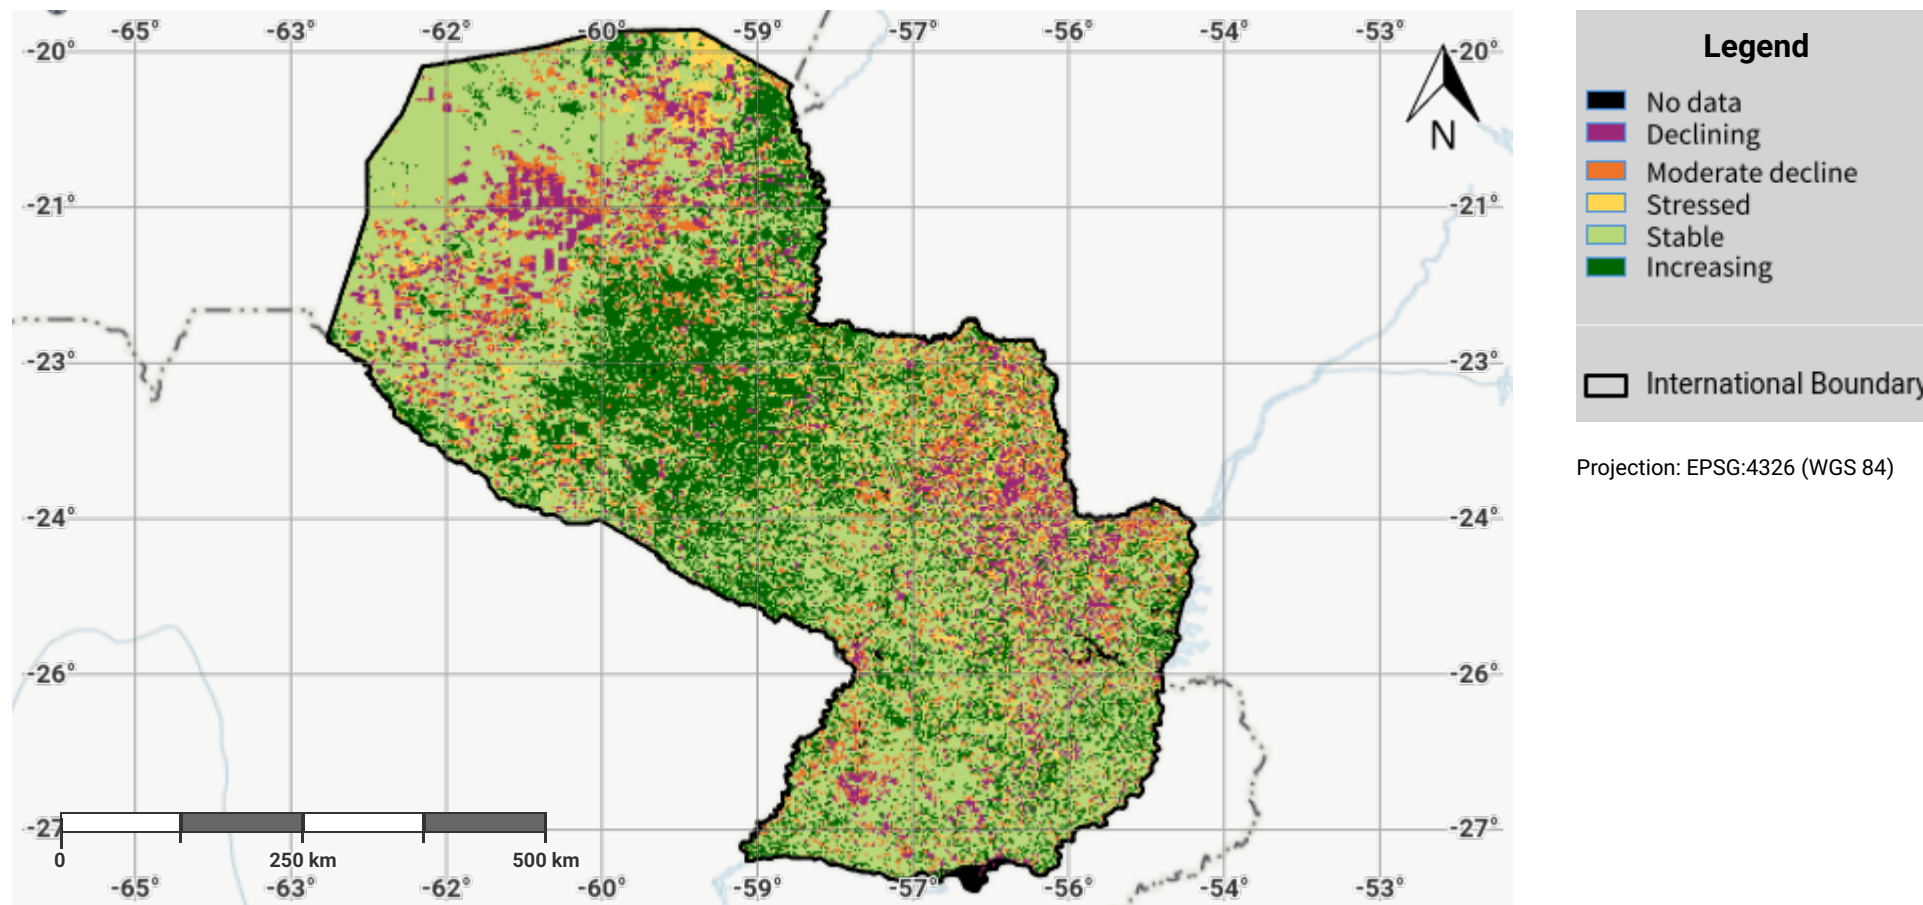 -65° -63° -62° -60° -59° -57° -56° -54° -53°
-20° -20°
-21° -21°
-23° -23°
-24° -24°
-26° -26°
-27 -27°
-65° -63° -62° -60° -59° -57° -56° -54° -53°
0 250 km 500 km
N
Legend
No data
Declining
Moderate decline
Stressed
Stable
Increasing
International Boundary
Projection: EPSG:4326 (WGS 84)